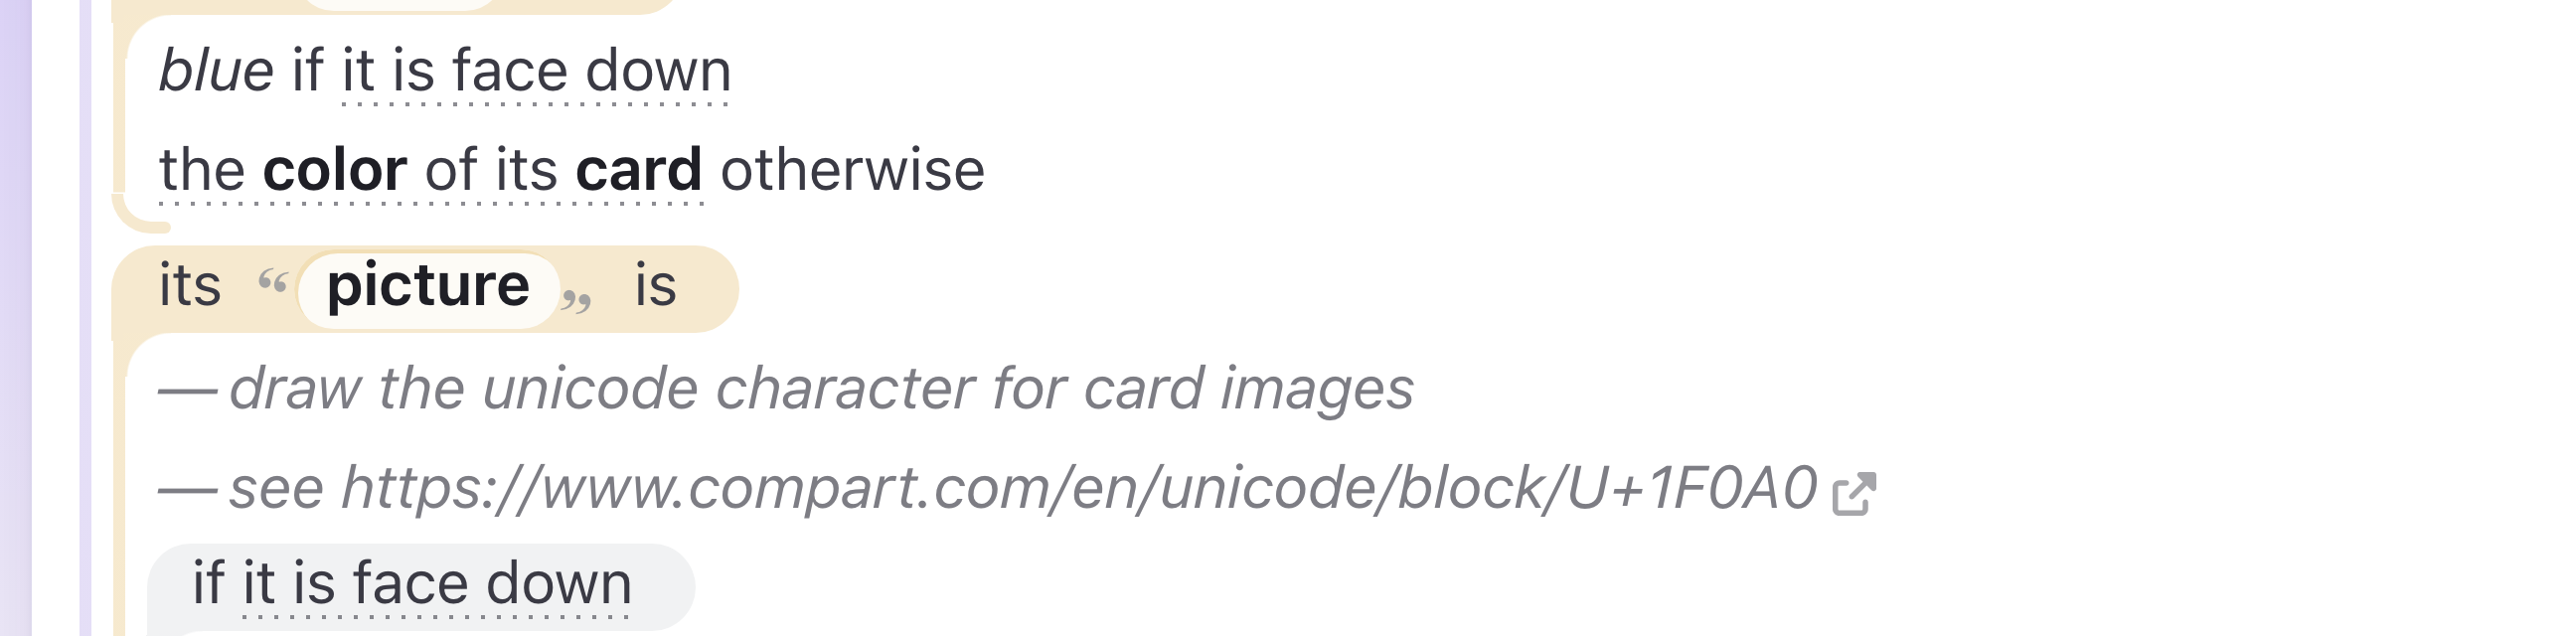 blue if it is face down
the color of its card otherwise
its “ picture ” is
— draw the unicode character for card images
— see https://www.compart.com/en/unicode/block/U+1F0A0
if it is face down